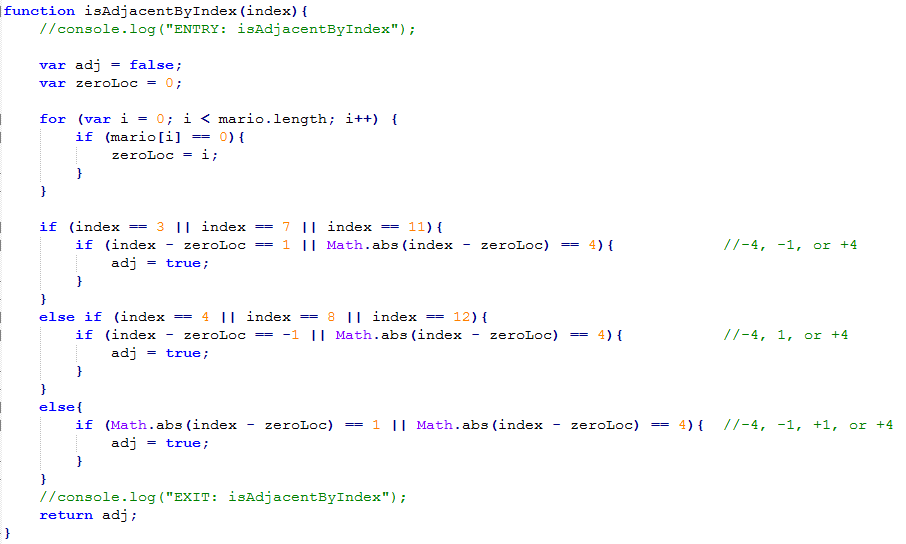 function isAdjacentByIndex(index){
//console.log("ENTRY: isAdjacentByIndex");
var adj = false;
var zeroLoc = 0;
for (var i = 0; i < mario.length; i++) {
if (mario[i] == 0){
zeroLoc = i;
}
}
if (index == 3 || index == 7 || index == 11){
if (index - zeroLoc == 1 || Math.abs(index - zeroLoc) == 4){ //-4, -1, or +4
adj = true;
}
}
else if (index == 4 || index == 8 || index == 12){
if (index - zeroLoc == -1 || Math.abs(index - zeroLoc) == 4){ //-4, 1, or +4
adj = true;
}
}
else{
if (Math.abs(index - zeroLoc) == 1 || Math.abs(index - zeroLoc) == 4){ //-4, -1, +1, or +4
adj = true;
}
}
//console.log("EXIT: isAdjacentByIndex");
return adj;
}